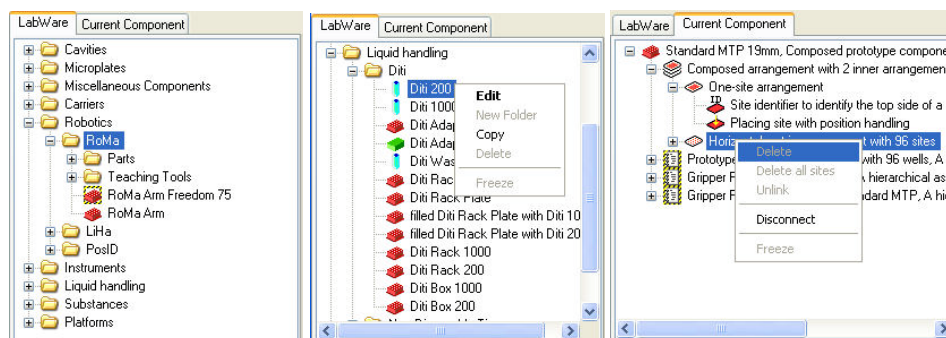 LabWare Current Component
Cavities
Microplates
Miscellaneous Components
Carriers
Robotics
RoMa
Parts
Teaching Tools
RoMa Arm Freedom 75
RoMa Arm
LiHa
PosID
Instruments
Liquid handling
Substances
Platforms
LabWare Current Component
Liquid handling
Diti
Diti 200
Diti 1000
Diti Adap
Diti Adap
Diti Was
Diti Rac
Diti Rack Plate
filled Diti Rack Plate with Diti 10
filled Diti Rack Plate with Diti 20
Diti Rack 1000
Diti Rack 200
Diti Box 1000
Diti Box 200
Edit
New Folder
Copy
Delete
Freeze
LabWare Current Component
Standard MTP 19mm, Composed prototype compone
Composed arrangement with 2 inner arrangemen
One-site arrangement
ID
Site identifier to identify the top side of a
Placing site with position handling
Horiz t with 96 sites
Prototype with 96 wells, A
Gripper F hierarchical as
Gripper F dard MTP, A hi
Delete
Delete all sites
Unlink
Disconnect
Freeze